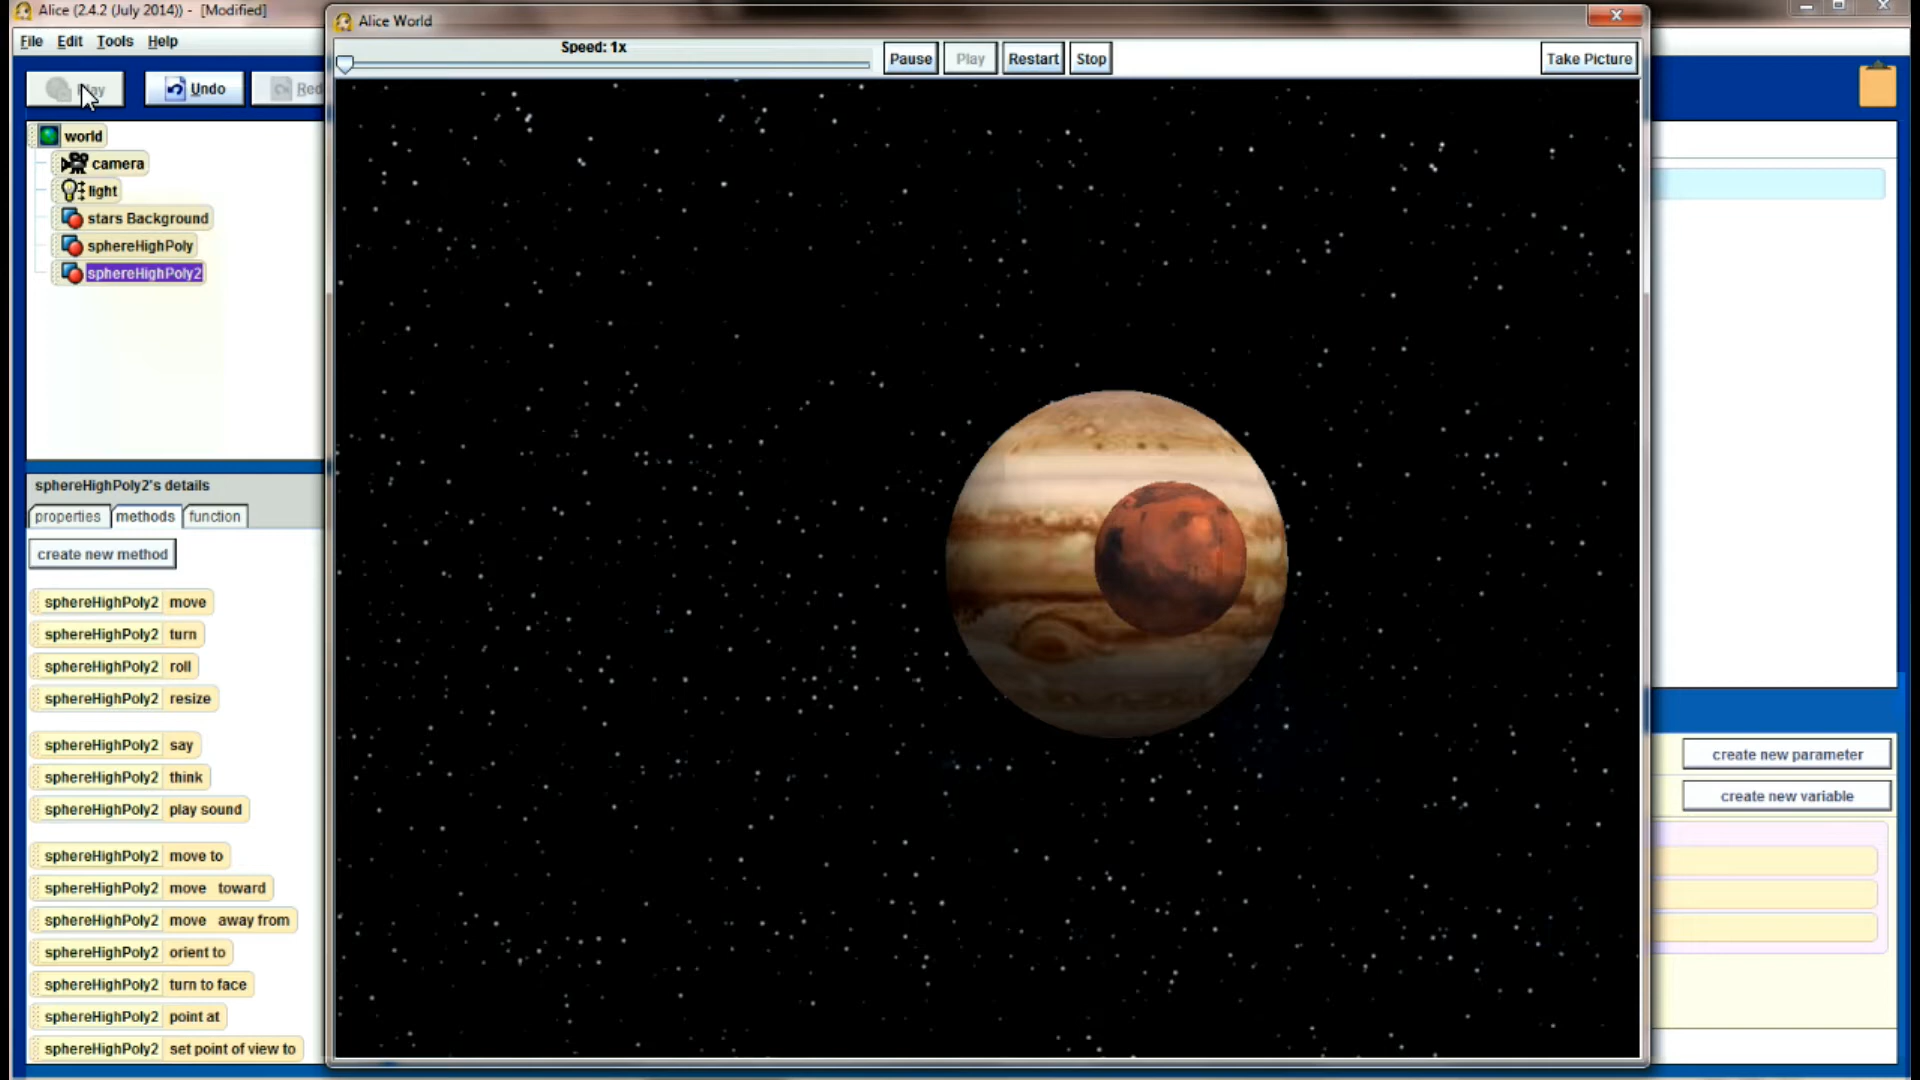 Alice (2.4.2 (July 2014)) - [Modified]
File Edit Tools Help
Undo
world
camera
light
stars Background
sphereHighPoly
sphereHighPoly2
sphereHighPoly2's details
properties methods function
create new method
sphereHighPoly2 move
sphereHighPoly2 turn
sphereHighPoly2 roll
sphereHighPoly2 resize
sphereHighPoly2 say
sphereHighPoly2 think
sphereHighPoly2 play sound
sphereHighPoly2 move to
sphereHighPoly2 move toward
sphereHighPoly2 move away from
sphereHighPoly2 orient to
sphereHighPoly2 turn to face
sphereHighPoly2 point at
sphereHighPoly2 set point of view to
Alice World
Speed: 1x
Pause Play Restart Stop Take Picture
create new parameter
create new variable